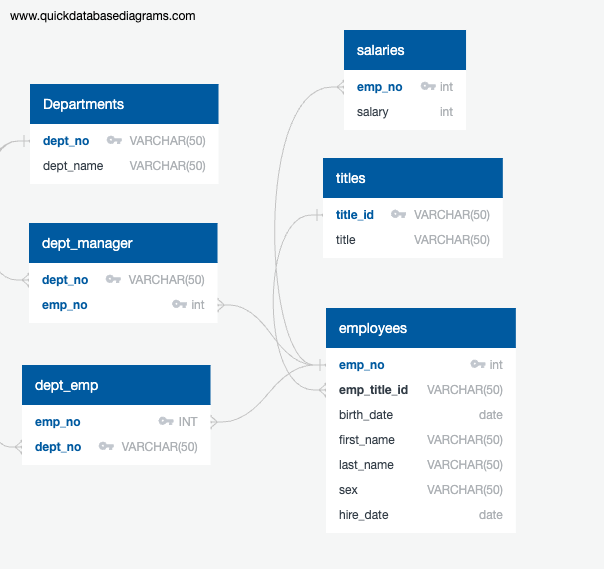 www.quickdatabasediagrams.com
Departments
dept_no VARCHAR(50)
dept_name VARCHAR(50)
dept_manager
dept_no VARCHAR(50)
emp_no int
dept_emp
emp_no INT
dept_no VARCHAR(50)
salaries
emp_no int
salary int
titles
title_id VARCHAR(50)
title VARCHAR(50)
employees
emp_no int
emp_title_id VARCHAR(50)
birth_date date
first_name VARCHAR(50)
last_name VARCHAR(50)
sex VARCHAR(50)
hire_date date